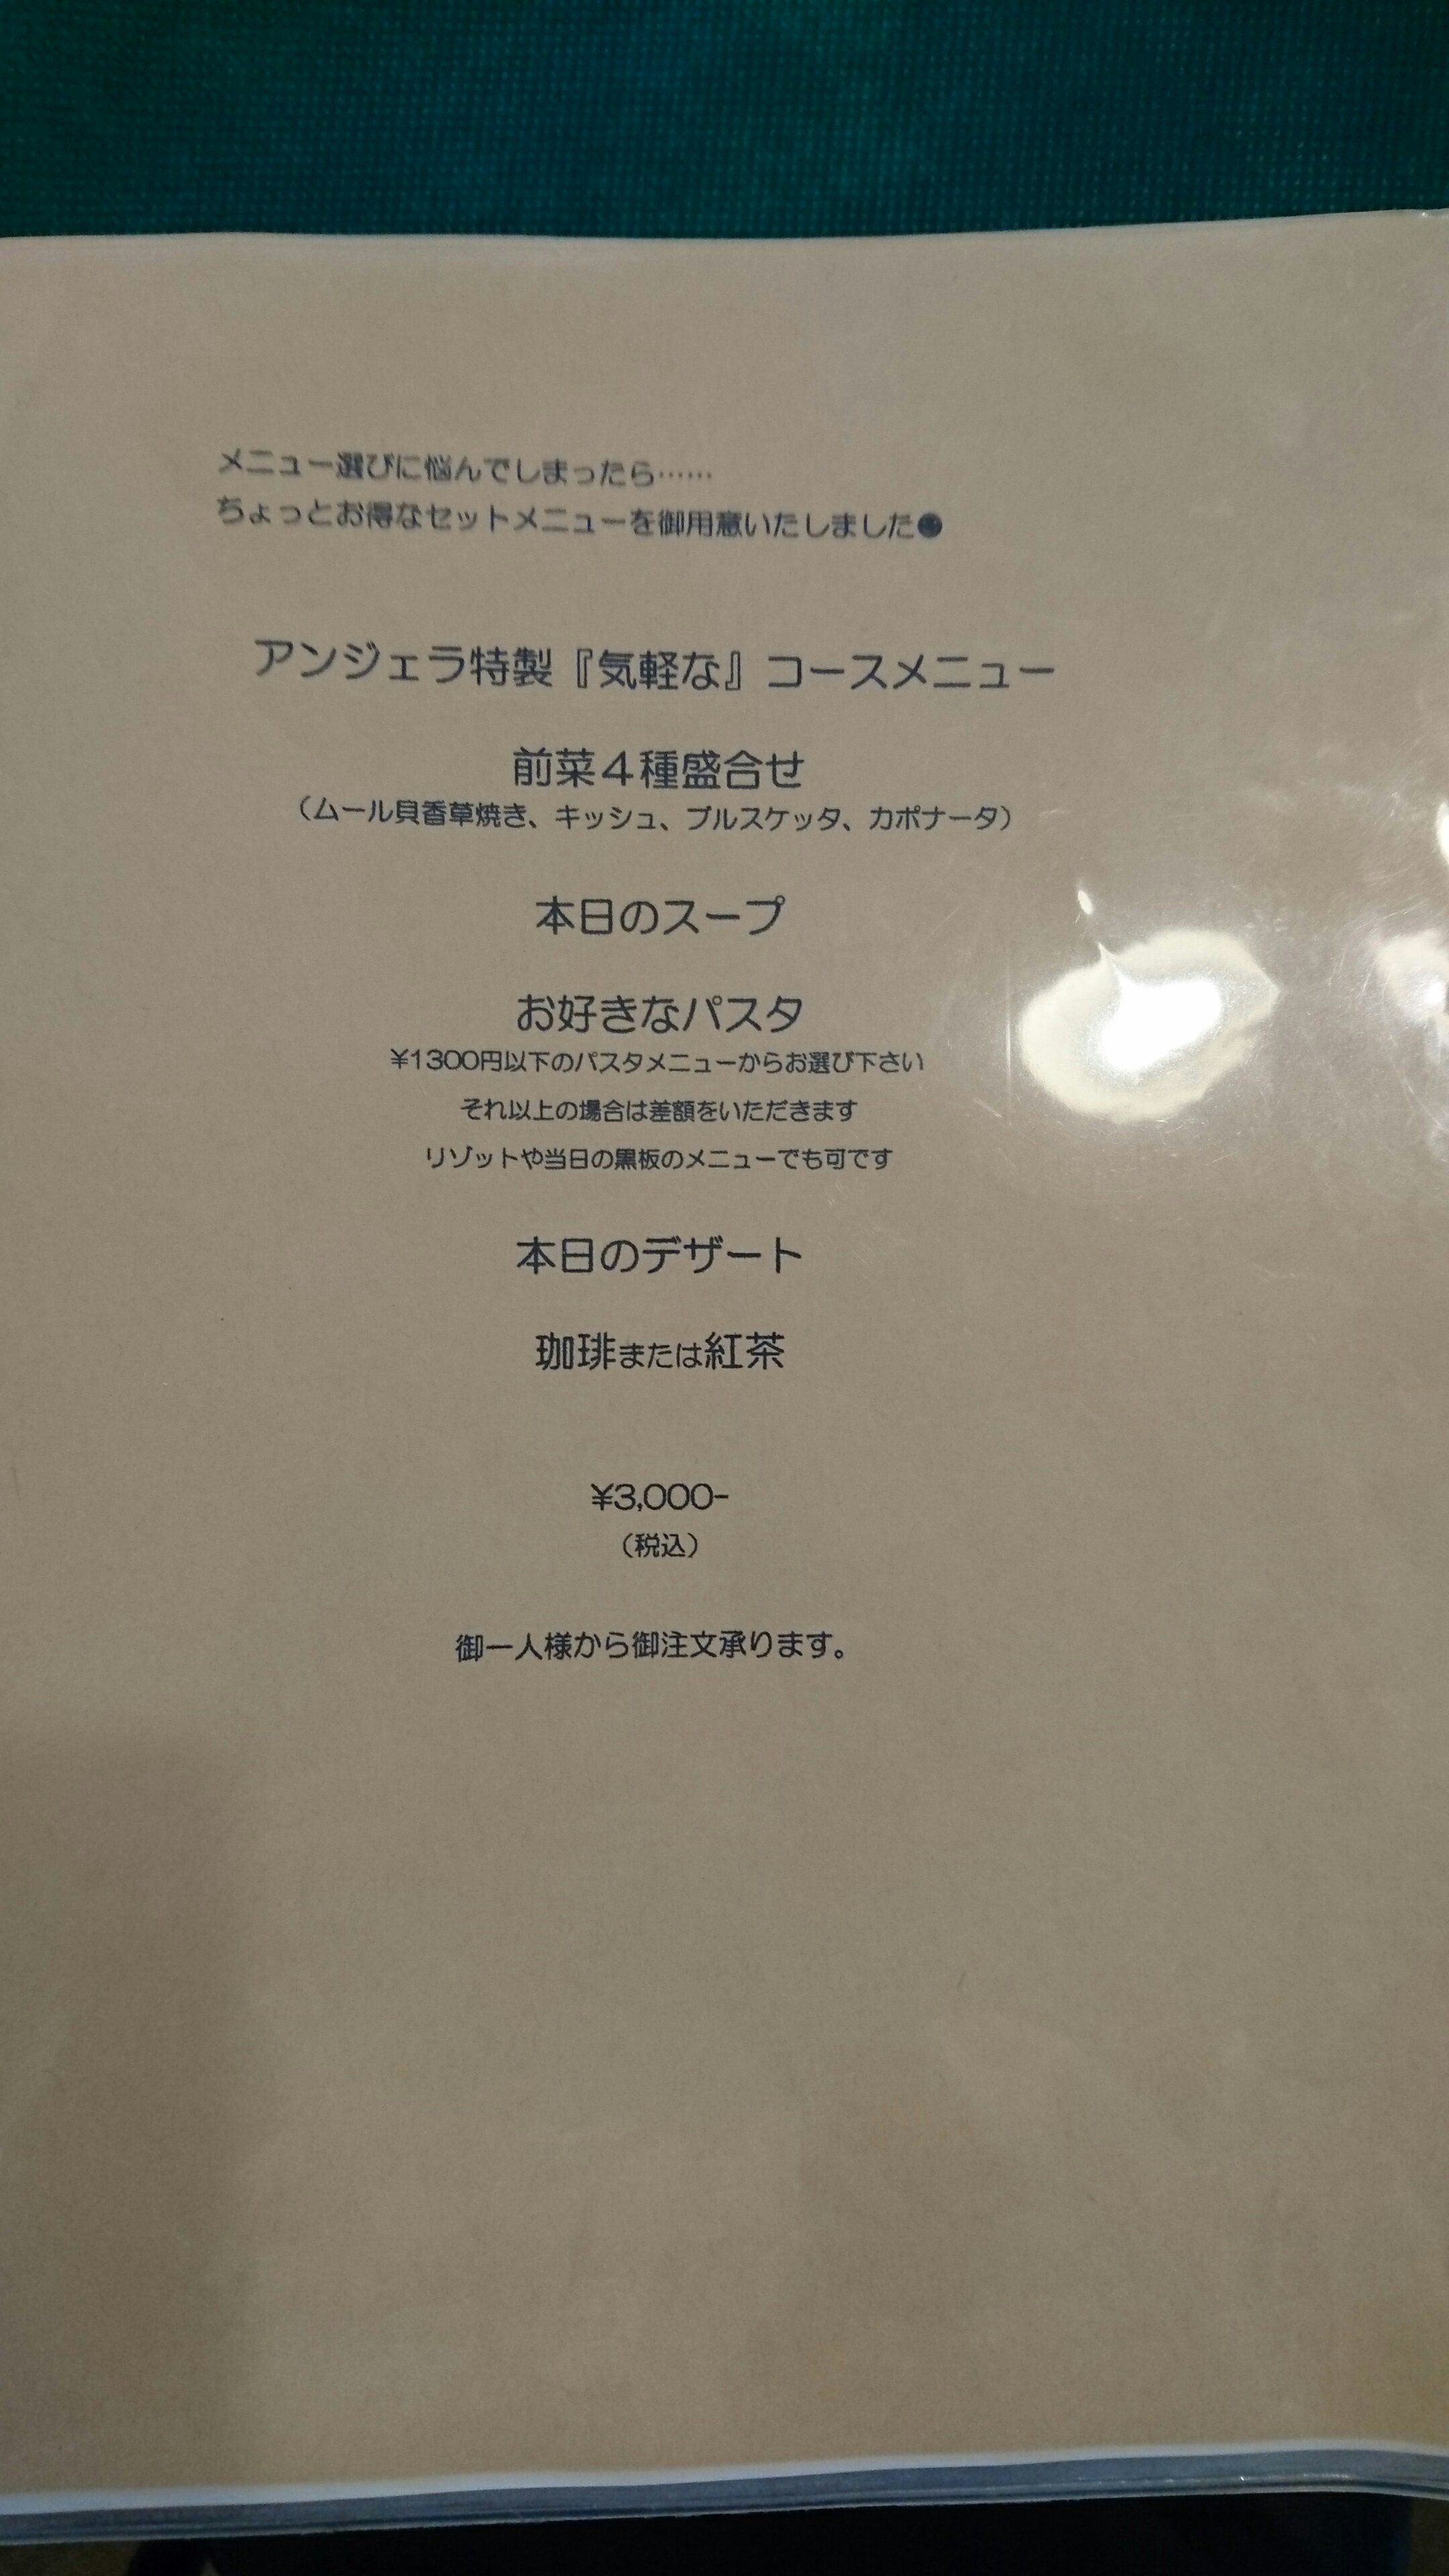 メニュー選びに悩んでしまったら……
ちょっとお得なセットメニューを御用意いたしました●
アンジェラ特製『気軽な』コースメニュー
前菜４種盛合せ
（ムール貝香草焼き、キッシュ、ブルスケッタ、カポナータ）
本日のスープ
お好きなパスタ
¥1300円以下のパスタメニューからお選び下さい
それ以上の場合は差額をいただきます
リゾットや当日の黒板のメニューでも可です
本日のデザート
珈琲または紅茶
¥3,000-
（税込）
御一人様から御注文承ります。